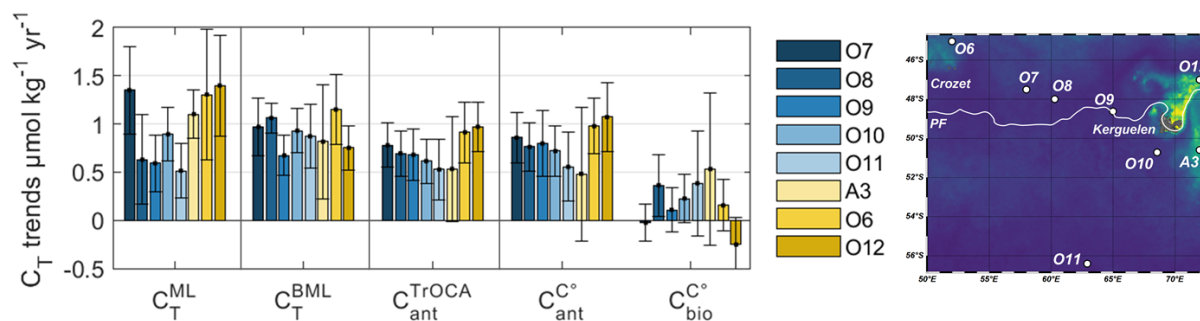 C_T trends µmol kg⁻¹ yr⁻¹
2
1.5
1
0.5
0
-0.5
C_T^ML
C_T^BML
C_ant^TrOCA
C_ant^C°
C_bio^C°
O7
O8
O9
O10
O11
A3
O6
O12
46°S
48°S
50°S
52°S
54°S
56°S
50°E
55°E
60°E
65°E
70°E
O6
Crozet
O7
O8
O9
PF
Kerguelen
O10
A3
O11